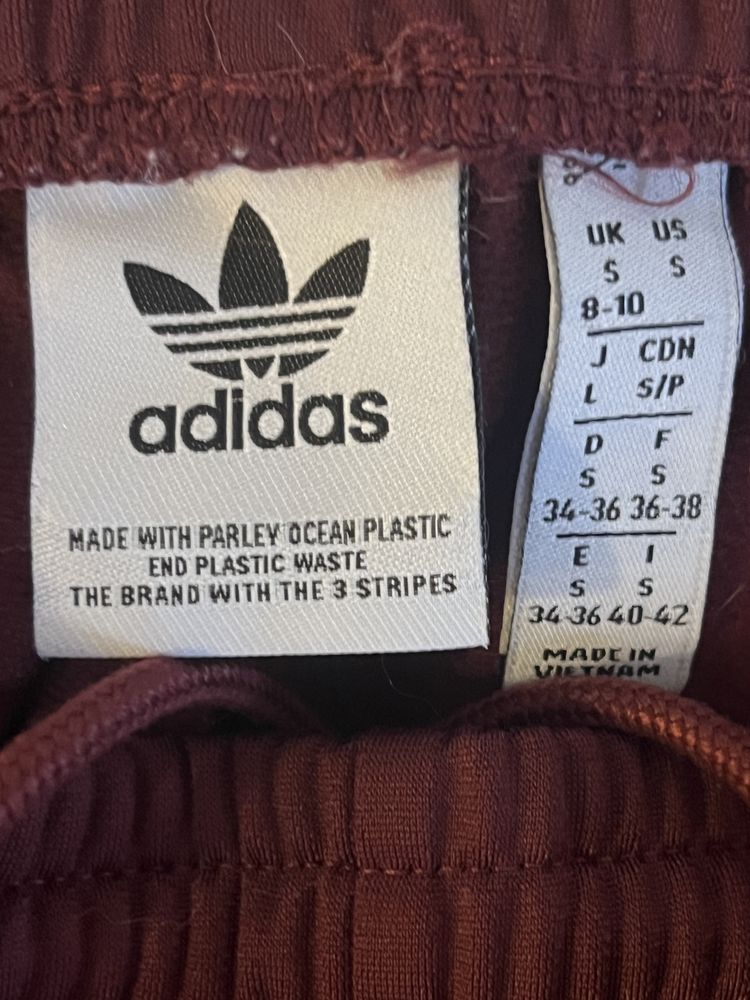 adidas
MADE WITH PARLEY OCEAN PLASTIC
END PLASTIC WASTE
THE BRAND WITH THE 3 STRIPES
UK US
S S
8-10
J CDN
L S/P
D F
S S
34-36 36-38
E I
S S
34-36 40-42
MADE IN
VIETNAM